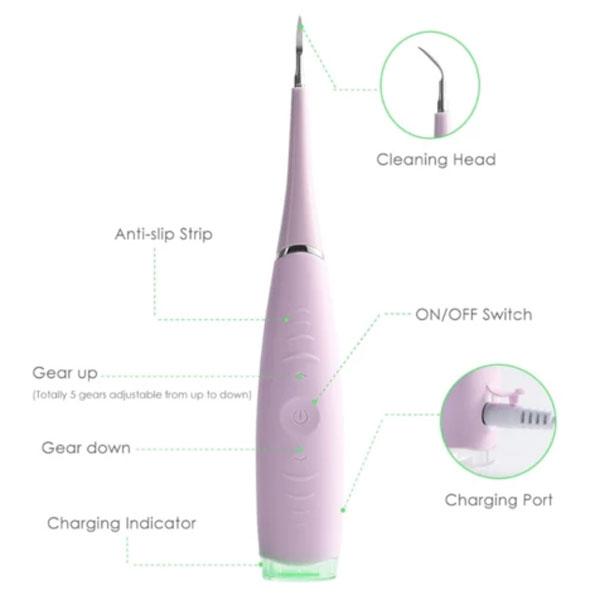 Cleaning Head
Anti-slip Strip
ON/OFF Switch
Gear up
(Totally 5 gears adjustable from up to down)
Gear down
Charging Port
Charging Indicator